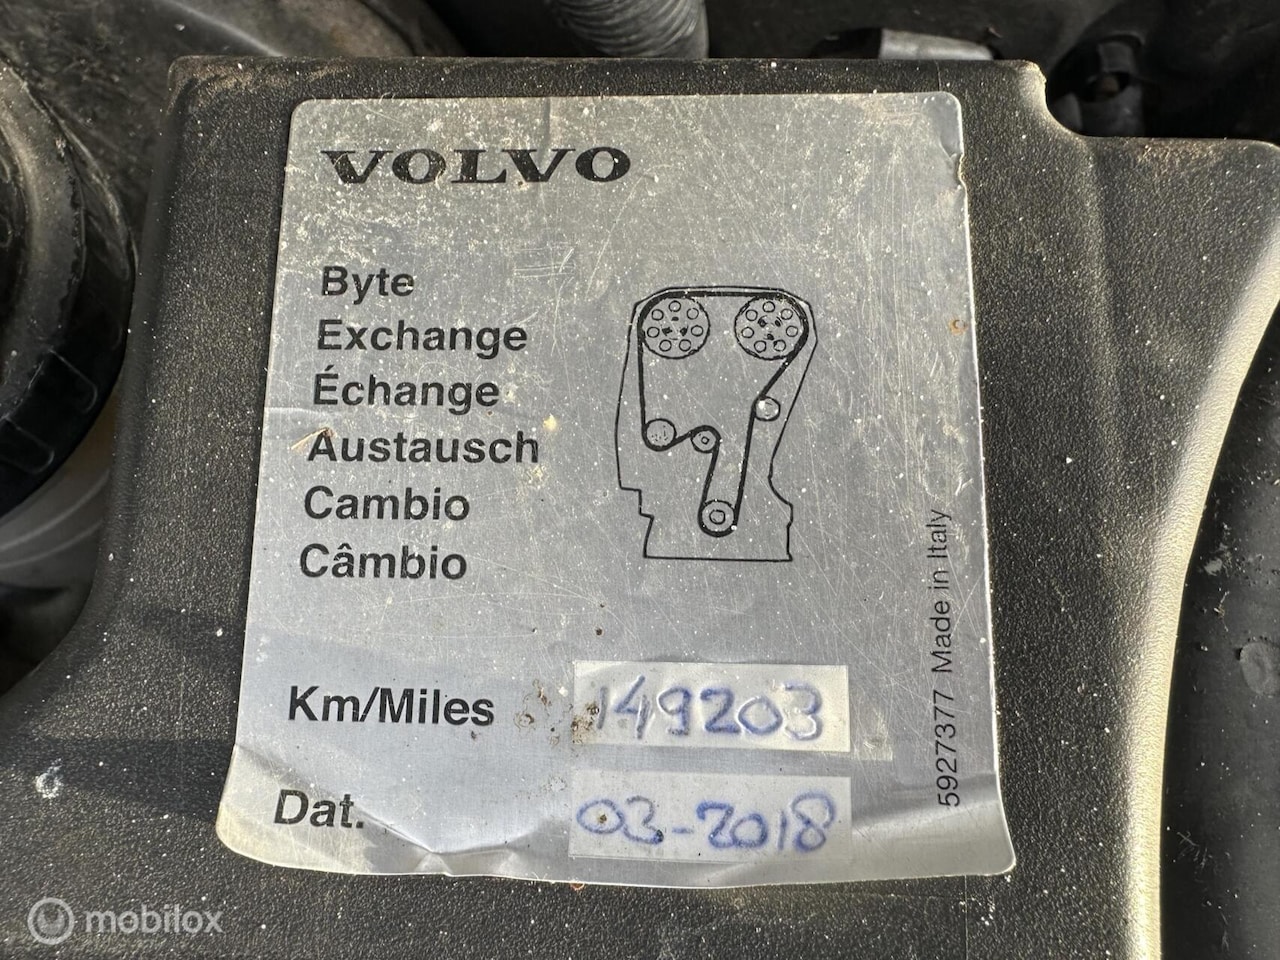 VOLVO
Byte
Exchange
Échange
Austausch
Cambio
Câmbio
Km/Miles 149203
Dat. 03-2018
5927377 Made in Italy
mobilox